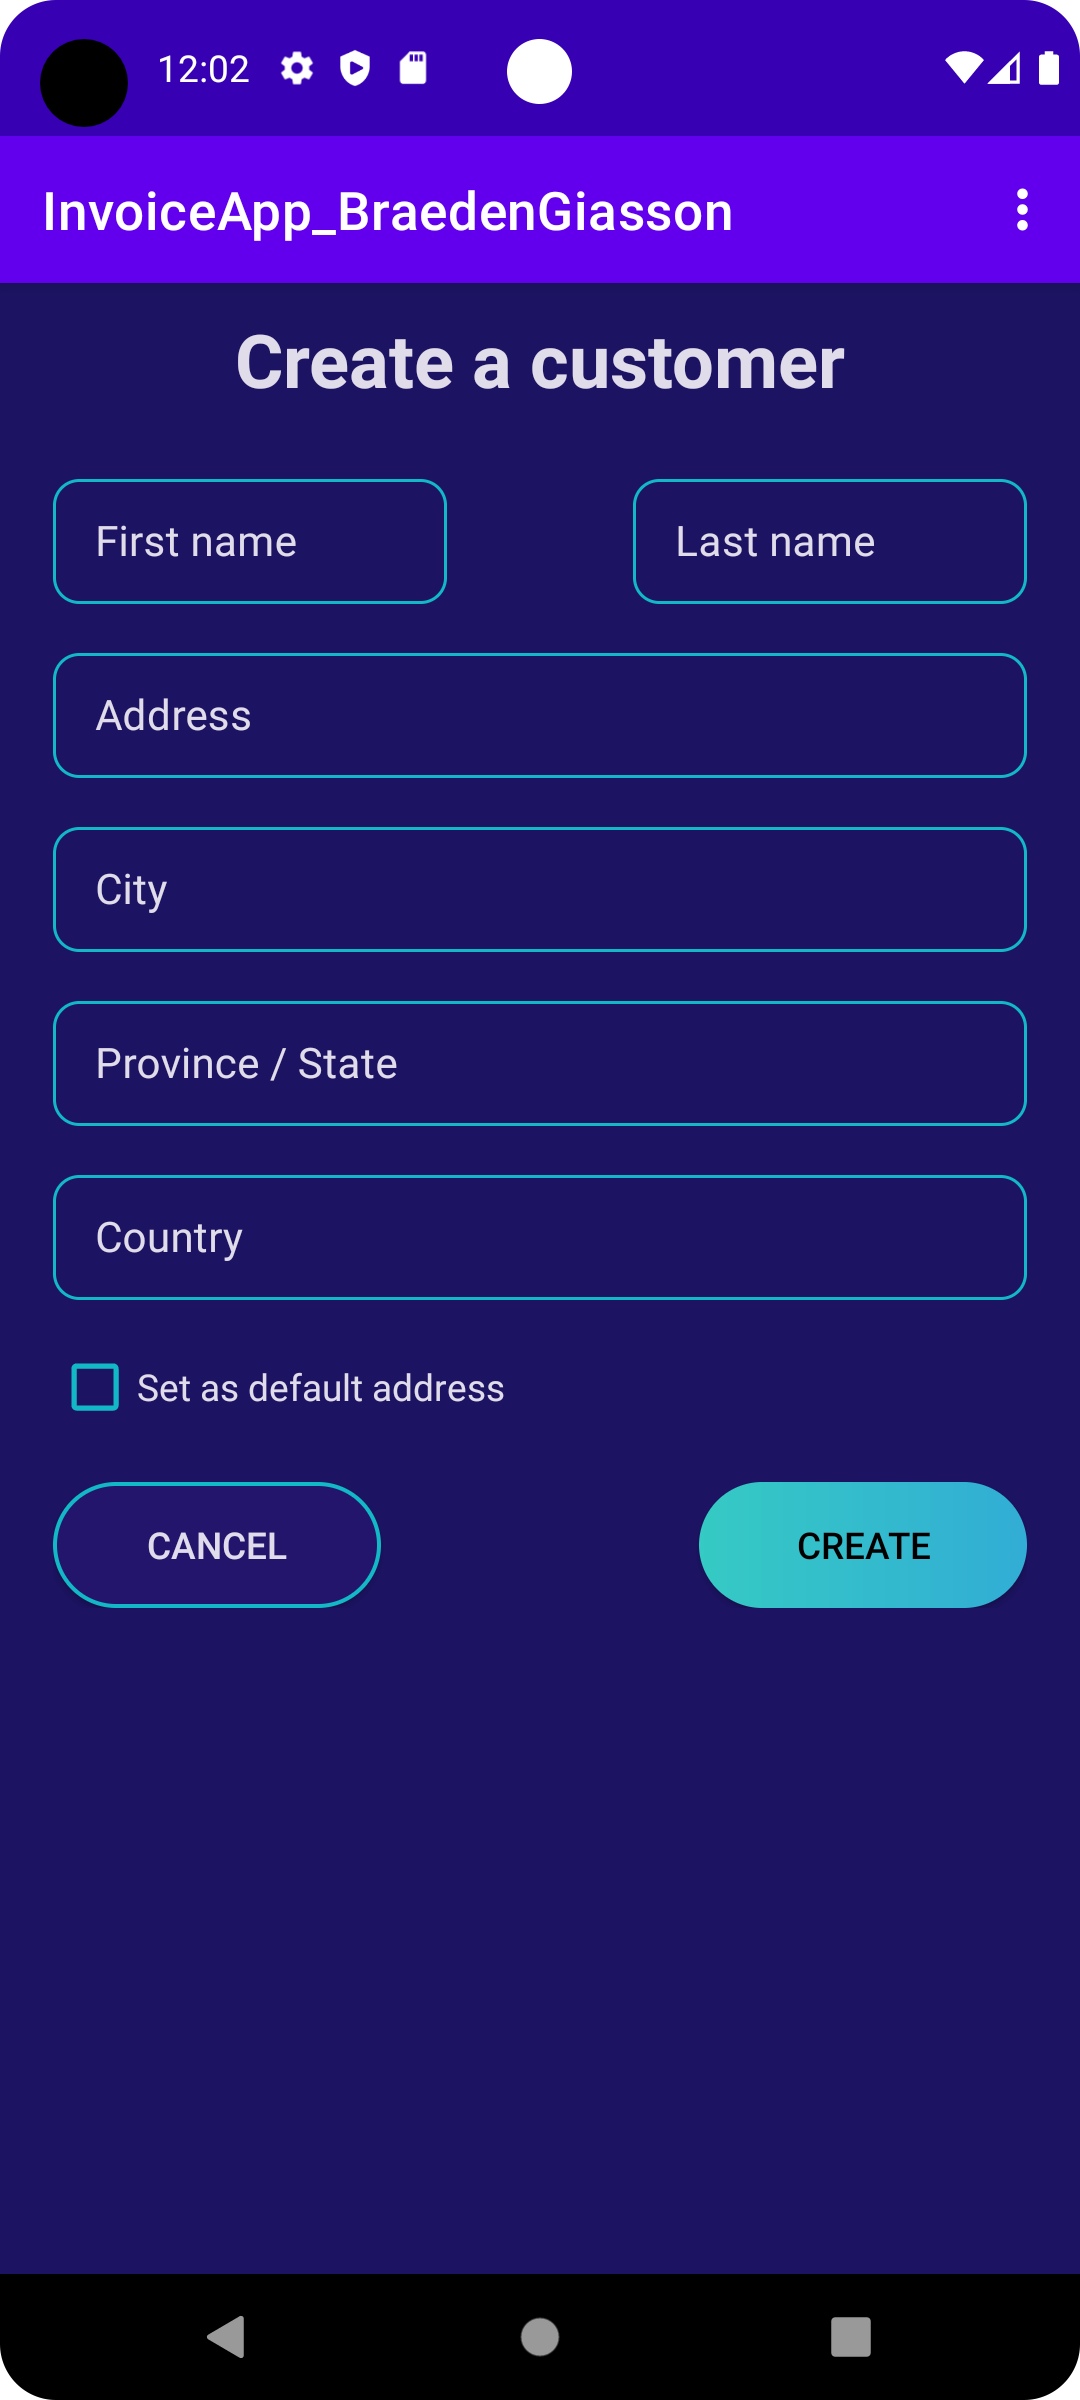 12:02
InvoiceApp_BraedenGiasson
Create a customer
First name Last name
Address
City
Province / State
Country
Set as default address
CANCEL CREATE